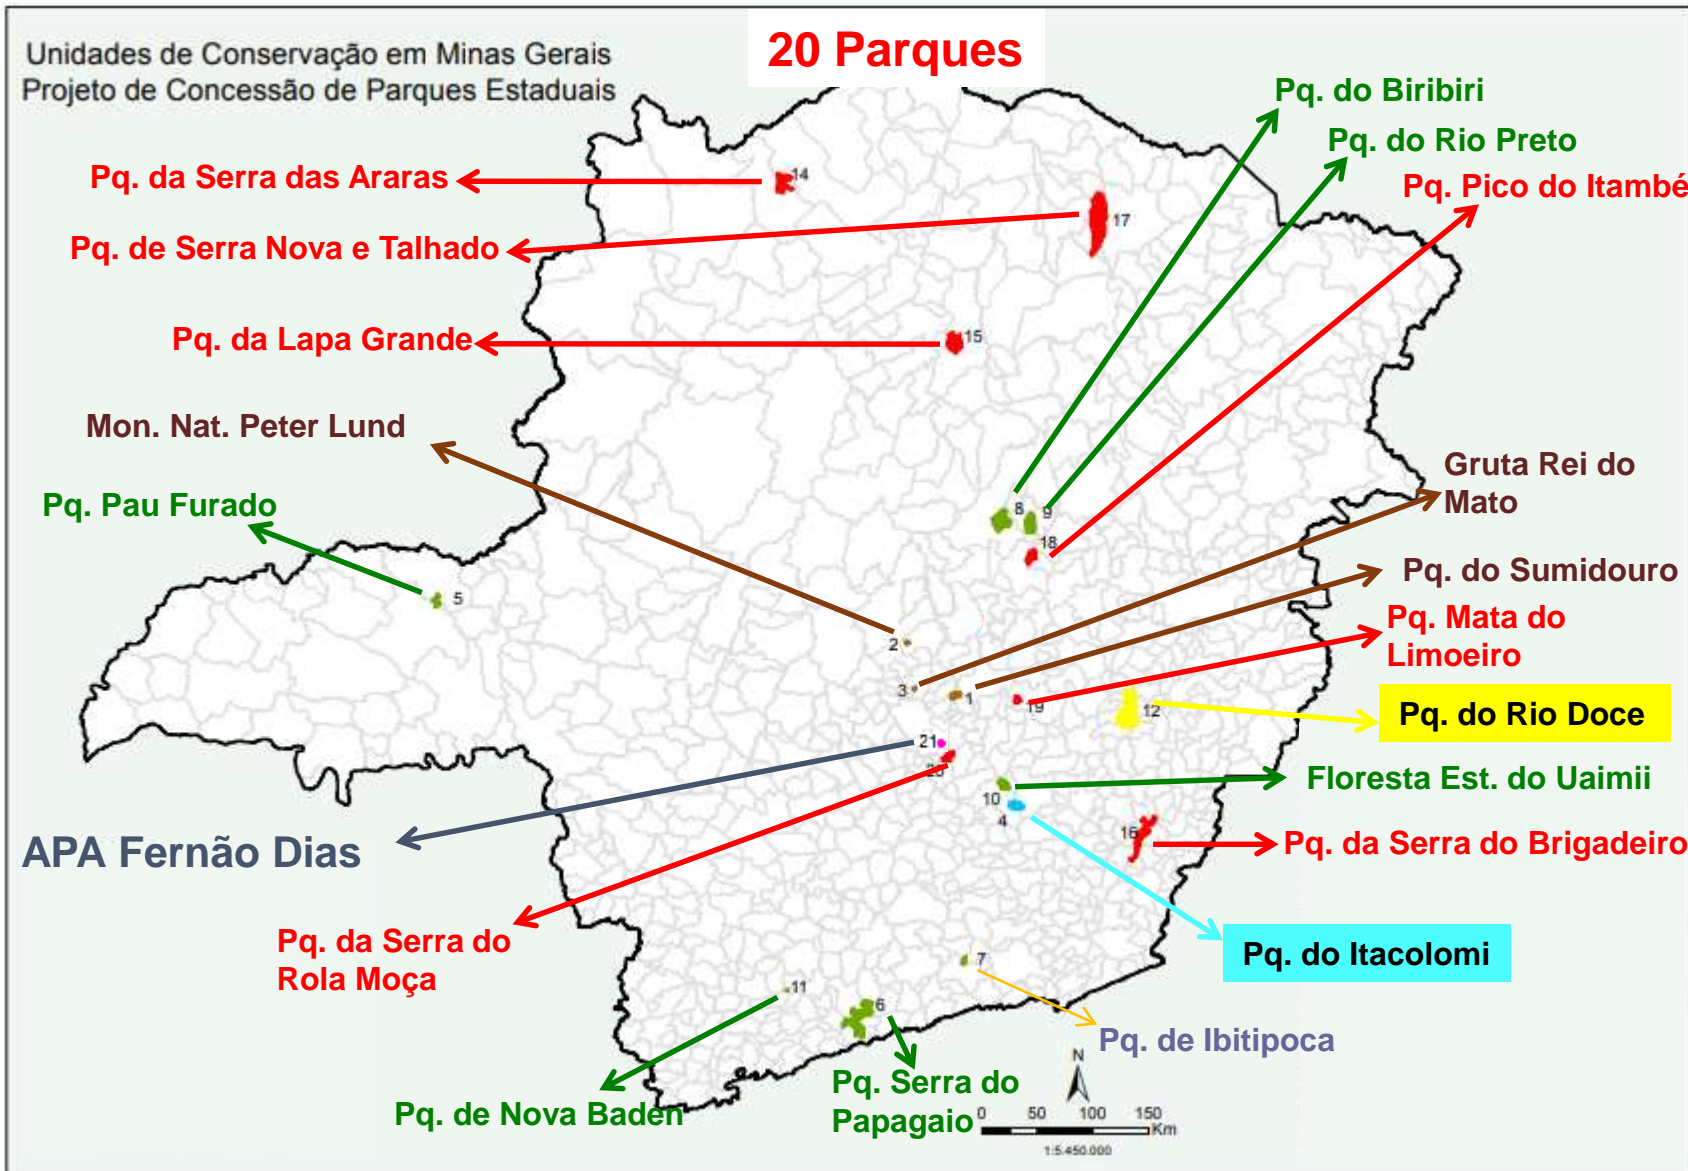 Unidades de Conservação em Minas Gerais
Projeto de Concessão de Parques Estaduais
20 Parques
Pq. do Biribiri
Pq. do Rio Preto
Pq. Pico do Itambé
Pq. da Serra das Araras
14
17
Pq. de Serra Nova e Talhado
Pq. da Lapa Grande
15
Mon. Nat. Peter Lund
Gruta Rei do
Mato
Pq. Pau Furado
8
9
18
5
Pq. do Sumidouro
Pq. Mata do
Limoeiro
2
3
1
19
12
Pq. do Rio Doce
21
20
Floresta Est. do Uaimii
10
4
16
APA Fernão Dias
Pq. da Serra do Brigadeiro
Pq. da Serra do
Rola Moça
Pq. do Itacolomi
7
11
6
Pq. de Ibitipoca
N
Pq. Serra do
Papagaio
Pq. de Nova Baden
0 50 100 150
Km
1:5.450.000